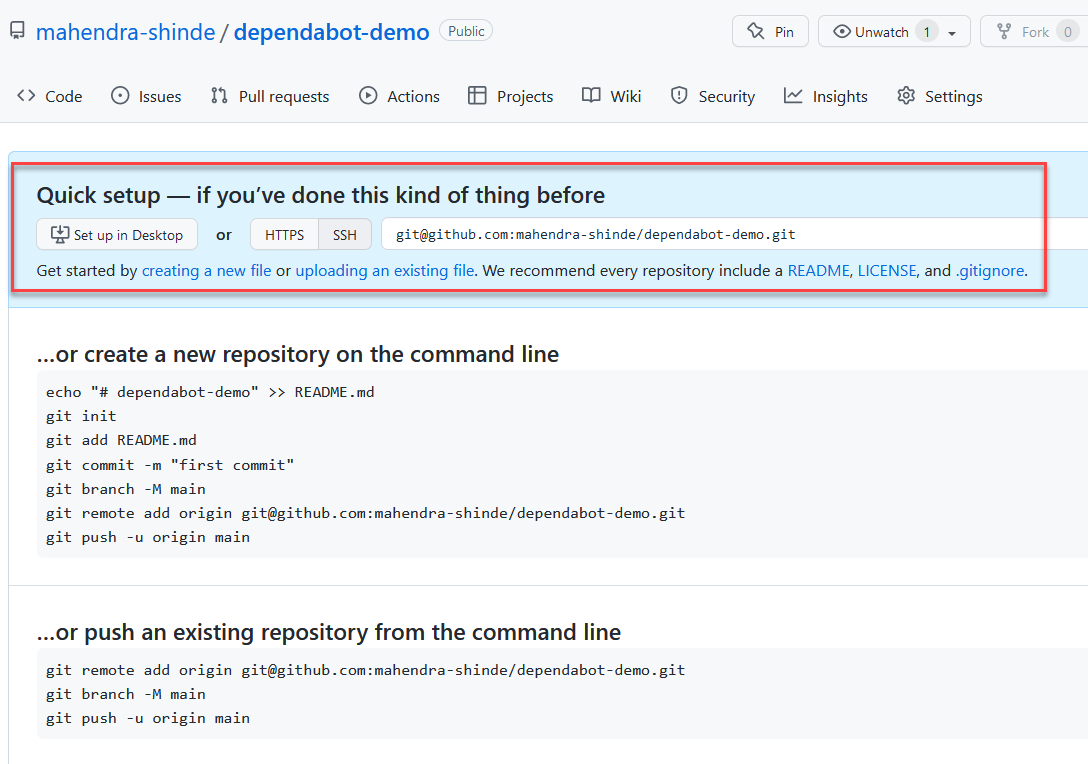 mahendra-shinde / dependabot-demo Public Pin Unwatch 1 Fork 0
Code Issues Pull requests Actions Projects Wiki Security Insights Settings
Quick setup — if you’ve done this kind of thing before
Set up in Desktop or HTTPS SSH git@github.com:mahendra-shinde/dependabot-demo.git
Get started by creating a new file or uploading an existing file. We recommend every repository include a README, LICENSE, and .gitignore.
…or create a new repository on the command line
echo "# dependabot-demo" >> README.md
git init
git add README.md
git commit -m "first commit"
git branch -M main
git remote add origin git@github.com:mahendra-shinde/dependabot-demo.git
git push -u origin main
…or push an existing repository from the command line
git remote add origin git@github.com:mahendra-shinde/dependabot-demo.git
git branch -M main
git push -u origin main